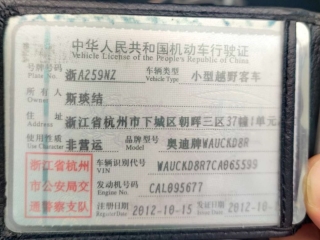 中华人民共和国机动车行驶证
Vehicle License of the People's Republic of China
号牌号码 浙AZ59NZ 车辆类型 小型越野客车
Plate No. Vehicle Type
所有人 斯琰结
Owner
住址 浙江省杭州市下城区朝晖三区37幢1单元
Address
使用性质 非营运 品牌型号 奥迪牌WAUCKD8R
Use Character Model
浙江省杭州 车辆识别代号 WAUCKD8R7CA065599
VIN
市公安局交 发动机号码 CAL095677
Engine No.
通警察支队 注册日期 2012-10-15 发证日期 2012-10-
Register Date Issue Date